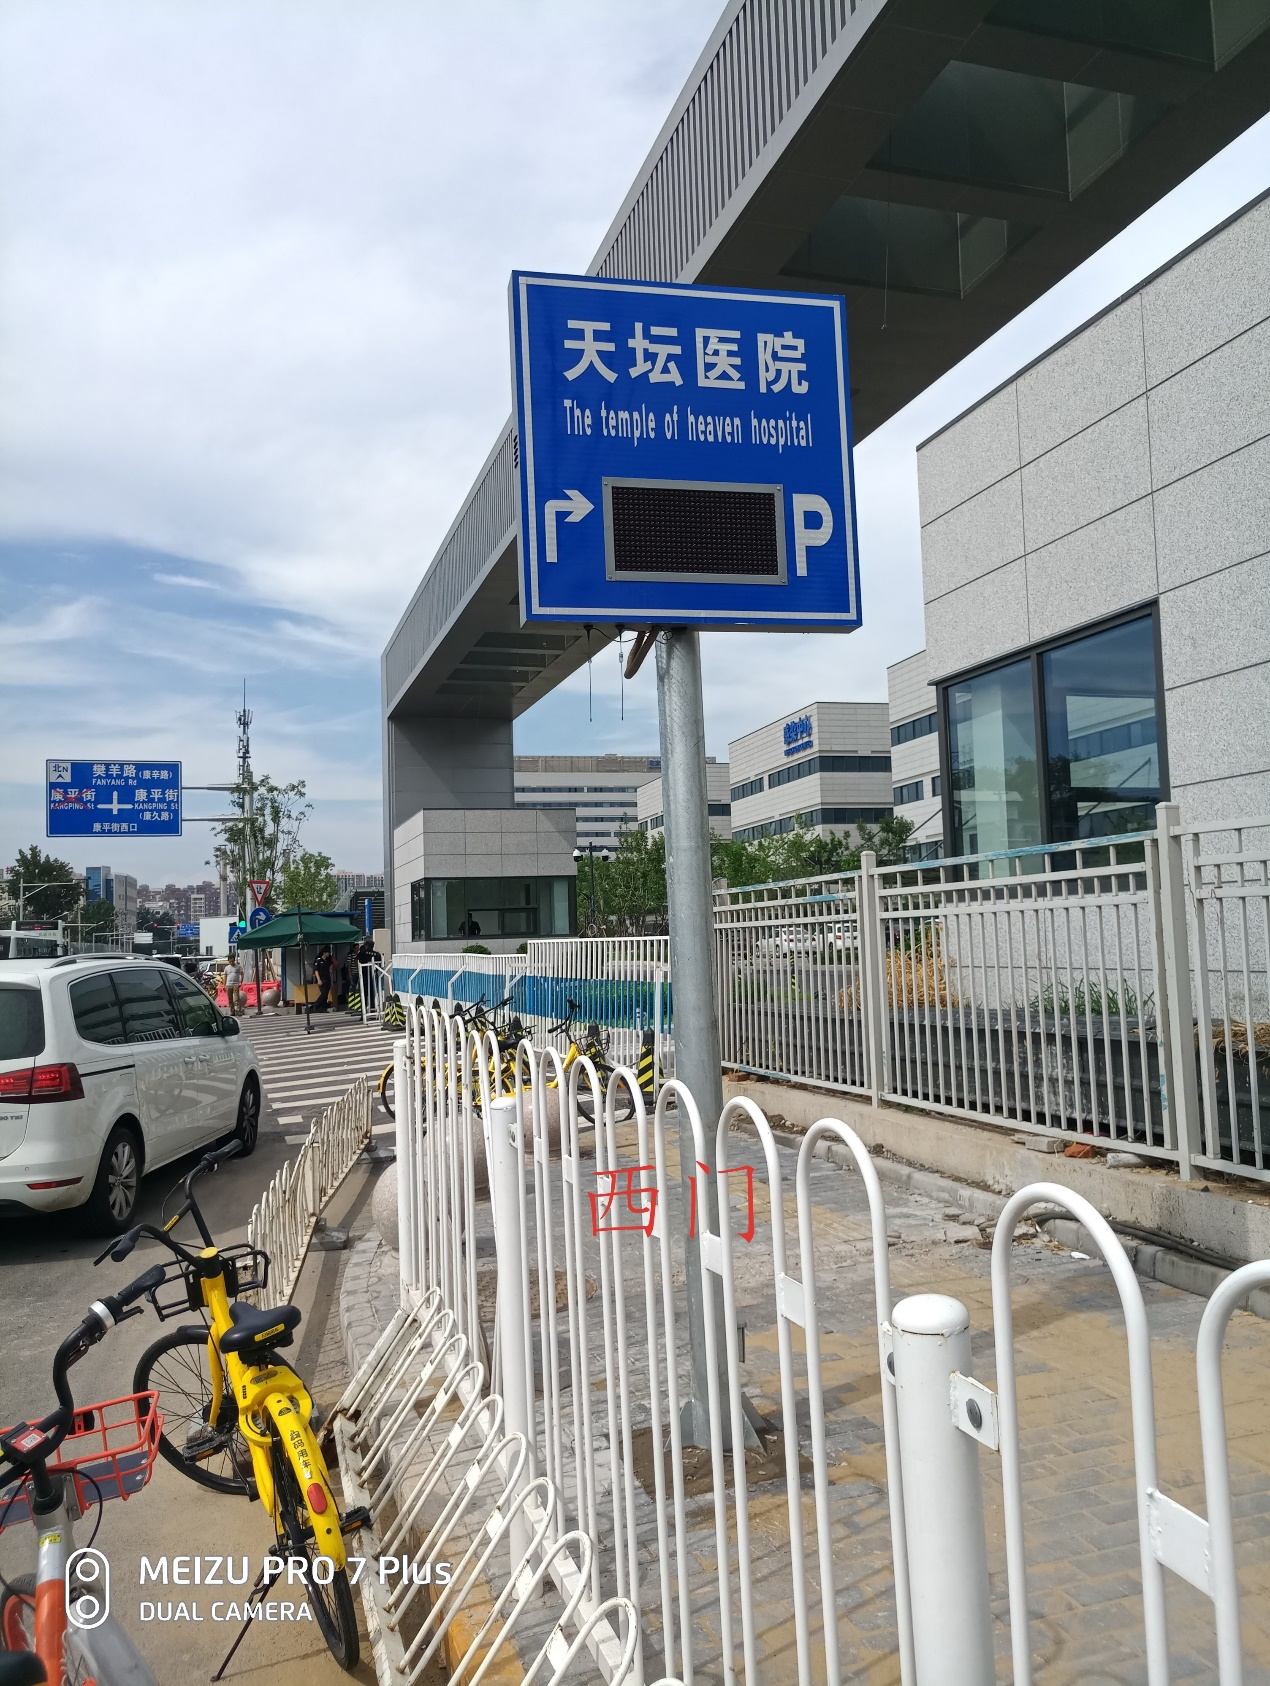 天坛医院
The temple of heaven hospital
P
北N
樊羊路(康辛路)
FANYANG Rd
康平街 康平街
KANGPING St KANGPING St
(康久路)
康平街西口
西门
MEIZU PRO 7 Plus
DUAL CAMERA